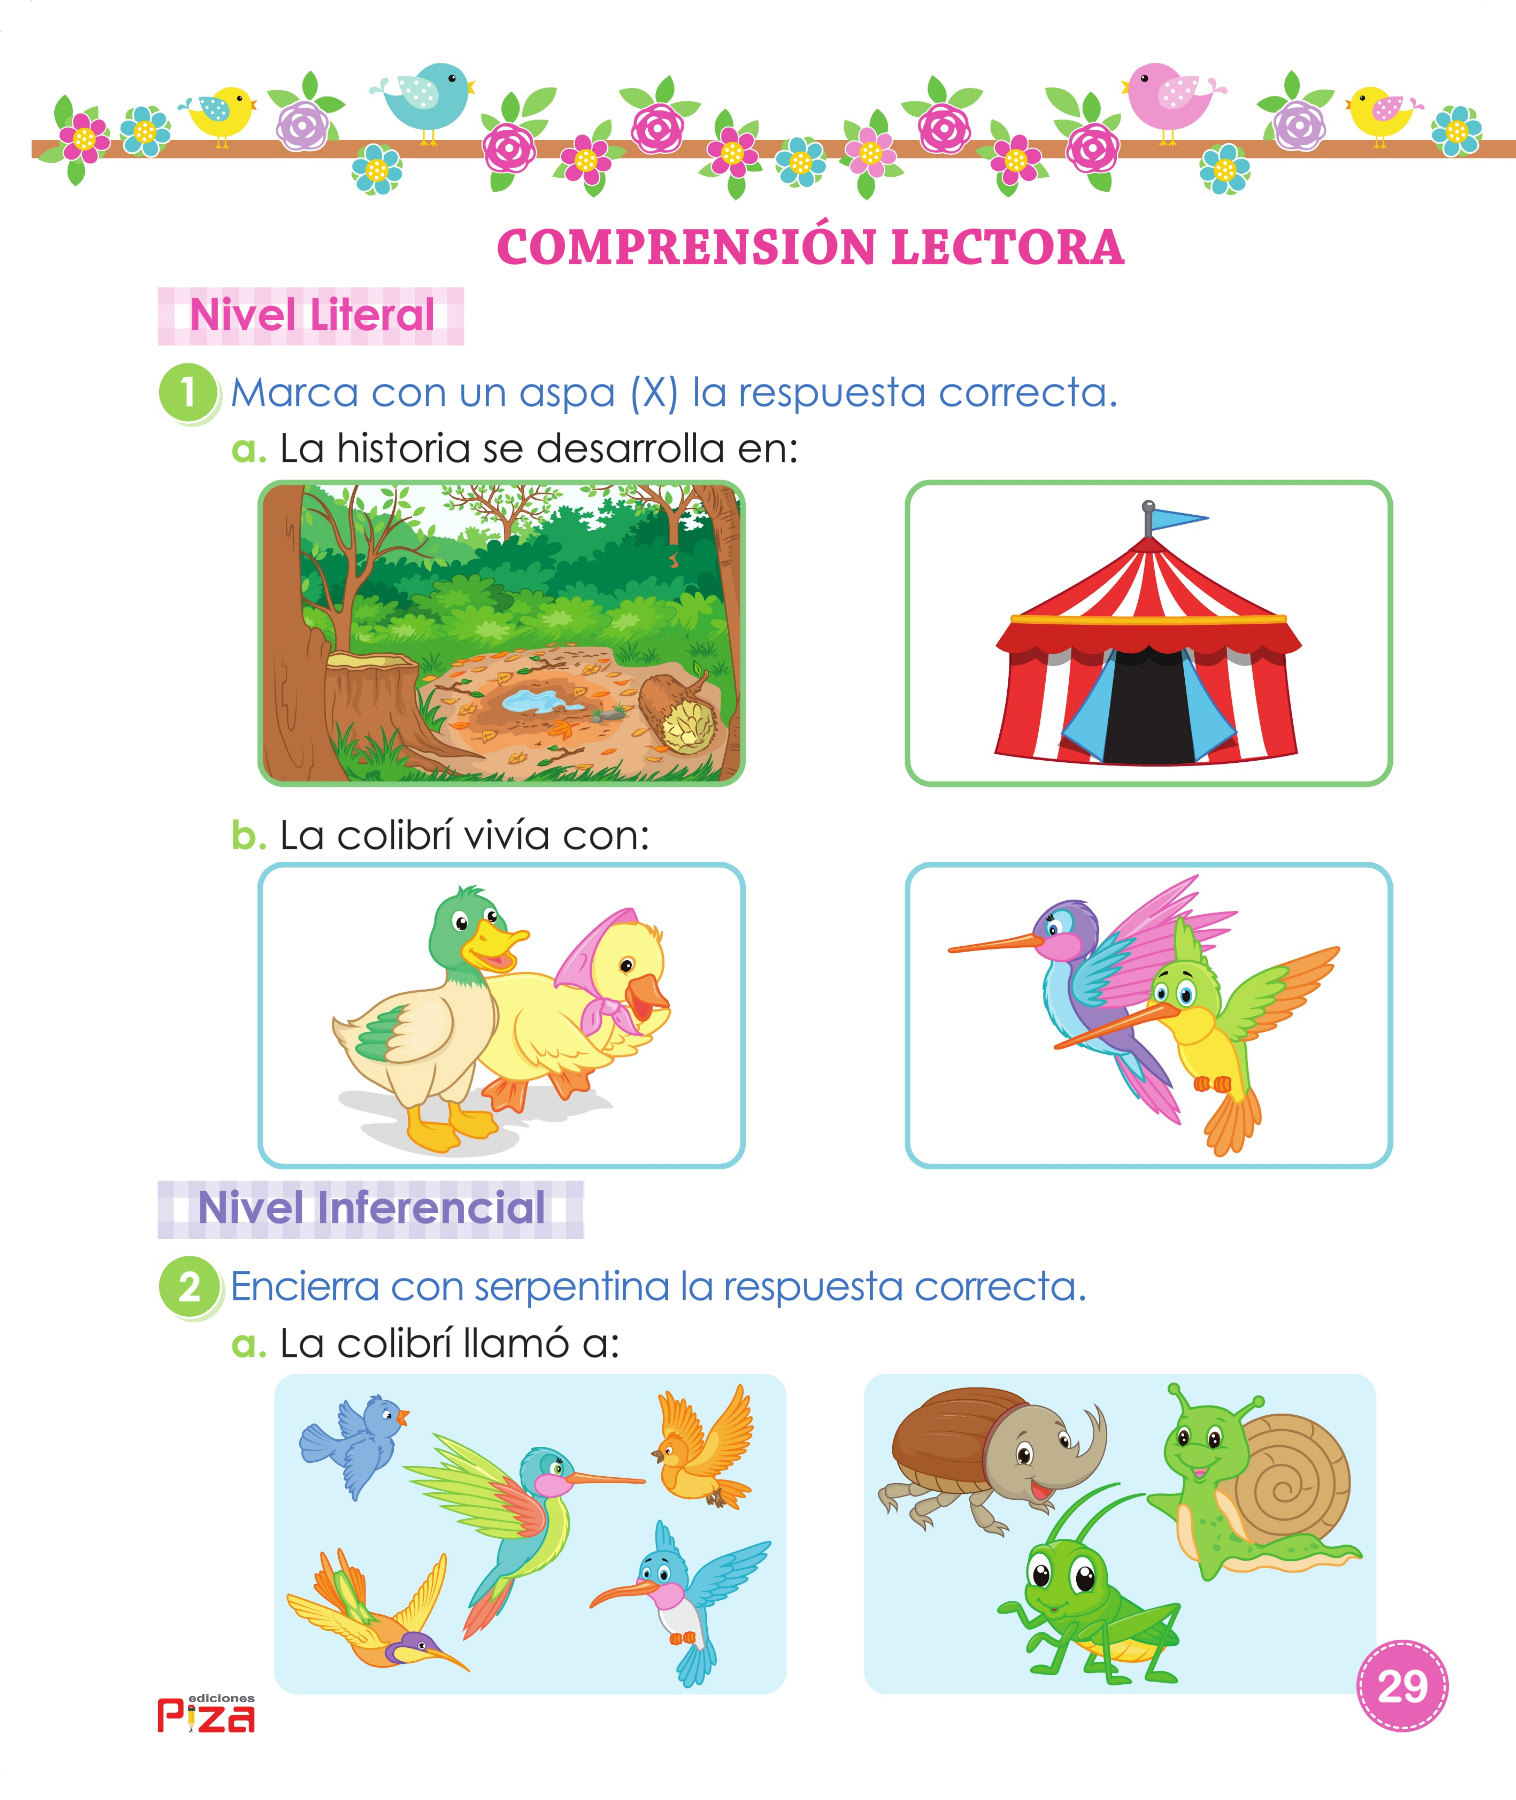 COMPRENSIÓN LECTORA
Nivel Literal
1 Marca con un aspa (X) la respuesta correcta.
a. La historia se desarrolla en:
b. La colibrí vivía con:
Nivel Inferencial
2 Encierra con serpentina la respuesta correcta.
a. La colibrí llamó a:
ediciones
Piza
29